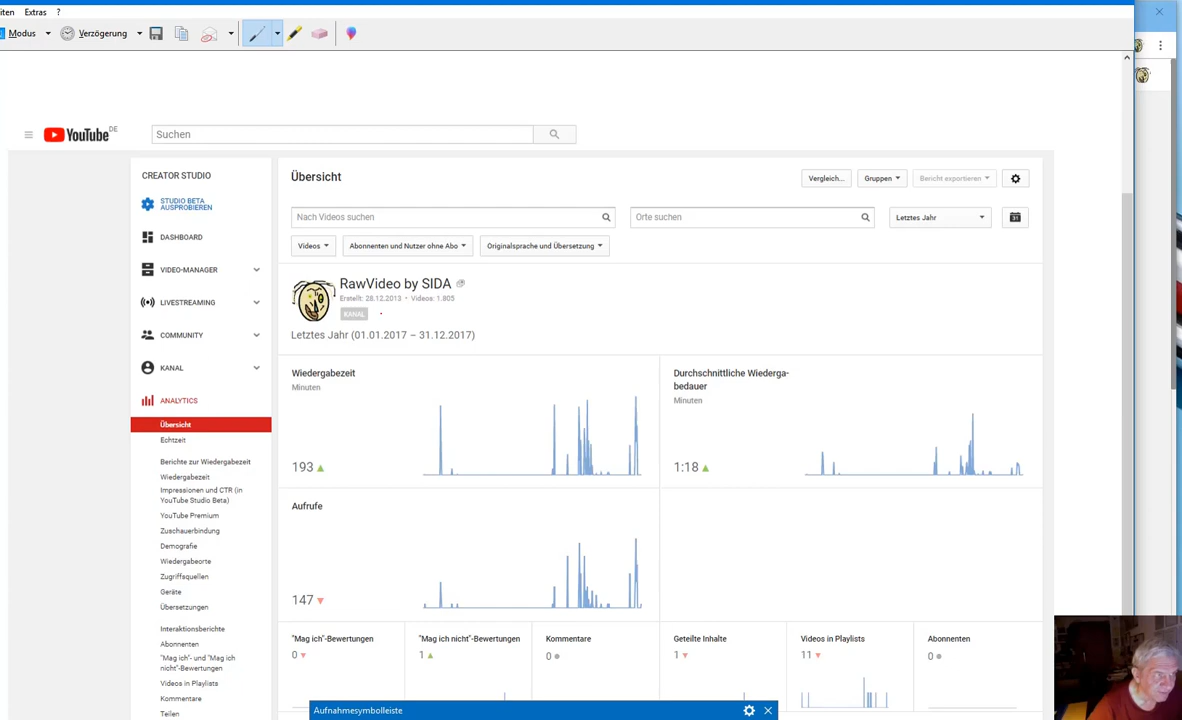 iten Extras ?
Modus Verzögerung
YouTube DE
Suchen
CREATOR STUDIO
STUDIO BETA
AUSPROBIEREN
DASHBOARD
VIDEO-MANAGER
LIVESTREAMING
COMMUNITY
KANAL
ANALYTICS
Übersicht
Echtzeit
Berichte zur Wiedergabezeit
Wiedergabezeit
Impressionen und CTR (in
YouTube Studio Beta)
YouTube Premium
Zuschauerbindung
Demografie
Wiedergabeorte
Zugriffsquellen
Geräte
Übersetzungen
Interaktionsberichte
Abonnenten
"Mag ich"- und "Mag ich
nicht"-Bewertungen
Videos in Playlists
Kommentare
Teilen
Übersicht
Vergleich... Gruppen Bericht exportieren
Nach Videos suchen Orte suchen Letztes Jahr 31
Videos Abonnenten und Nutzer ohne Abo Originalsprache und Übersetzung
RawVideo by SIDA
Erstellt: 28.12.2013 • Videos: 1.805
KANAL
Letztes Jahr (01.01.2017 – 31.12.2017)
Wiedergabezeit
Minuten
193
Durchschnittliche Wiederga-
bedauer
Minuten
1:18
Aufrufe
147
"Mag ich"-Bewertungen
0
"Mag ich nicht"-Bewertungen
1
Kommentare
0
Geteilte Inhalte
1
Videos in Playlists
11
Abonnenten
0
Aufnahmesymbolleiste